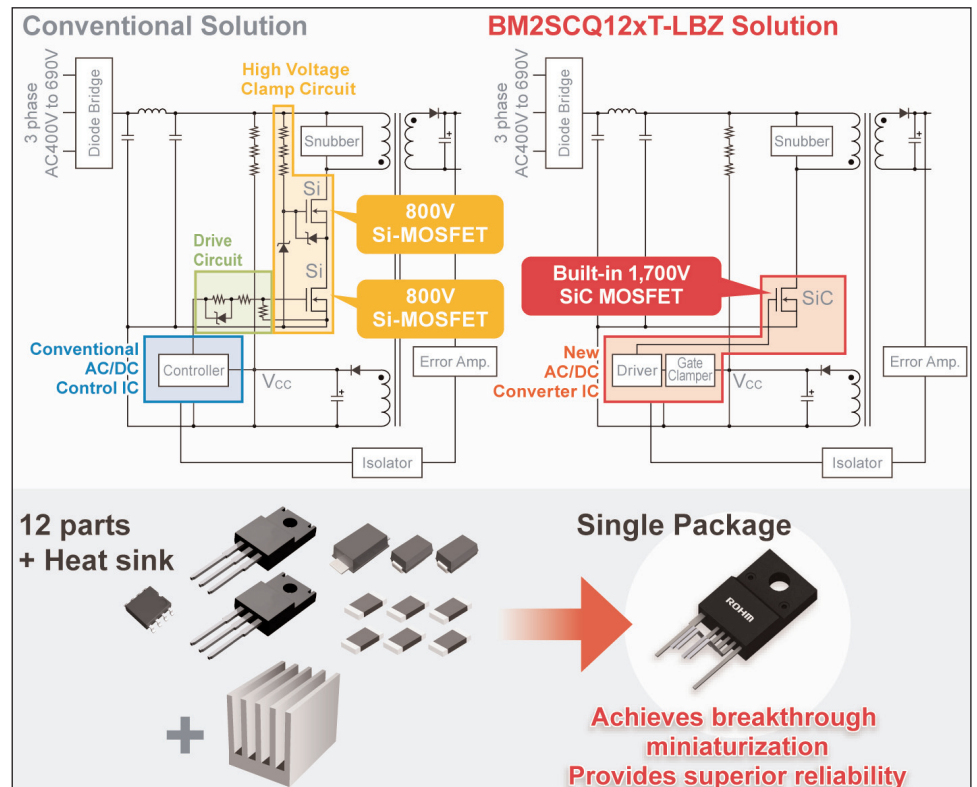 Conventional Solution
3 phase
AC400V to 690V
Diode Bridge
High Voltage
Clamp Circuit
Snubber
Si
800V
Si-MOSFET
Drive
Circuit
Si
800V
Si-MOSFET
Conventional
AC/DC
Control IC
Controller
VCC
Error Amp.
Isolator
BM2SCQ12xT-LBZ Solution
3 phase
AC400V to 690V
Diode Bridge
Snubber
Built-in 1,700V
SiC MOSFET
SiC
New
AC/DC
Converter IC
Driver
Gate
Clamper
VCC
Error Amp.
Isolator
12 parts
+ Heat sink
+
Single Package
ROHM
Achieves breakthrough
miniaturization
Provides superior reliability